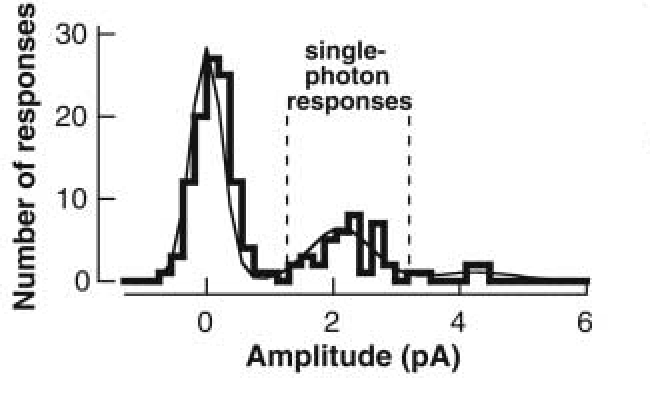 Number of responses
30
20
10
0
single-
photon
responses
0 2 4 6
Amplitude (pA)